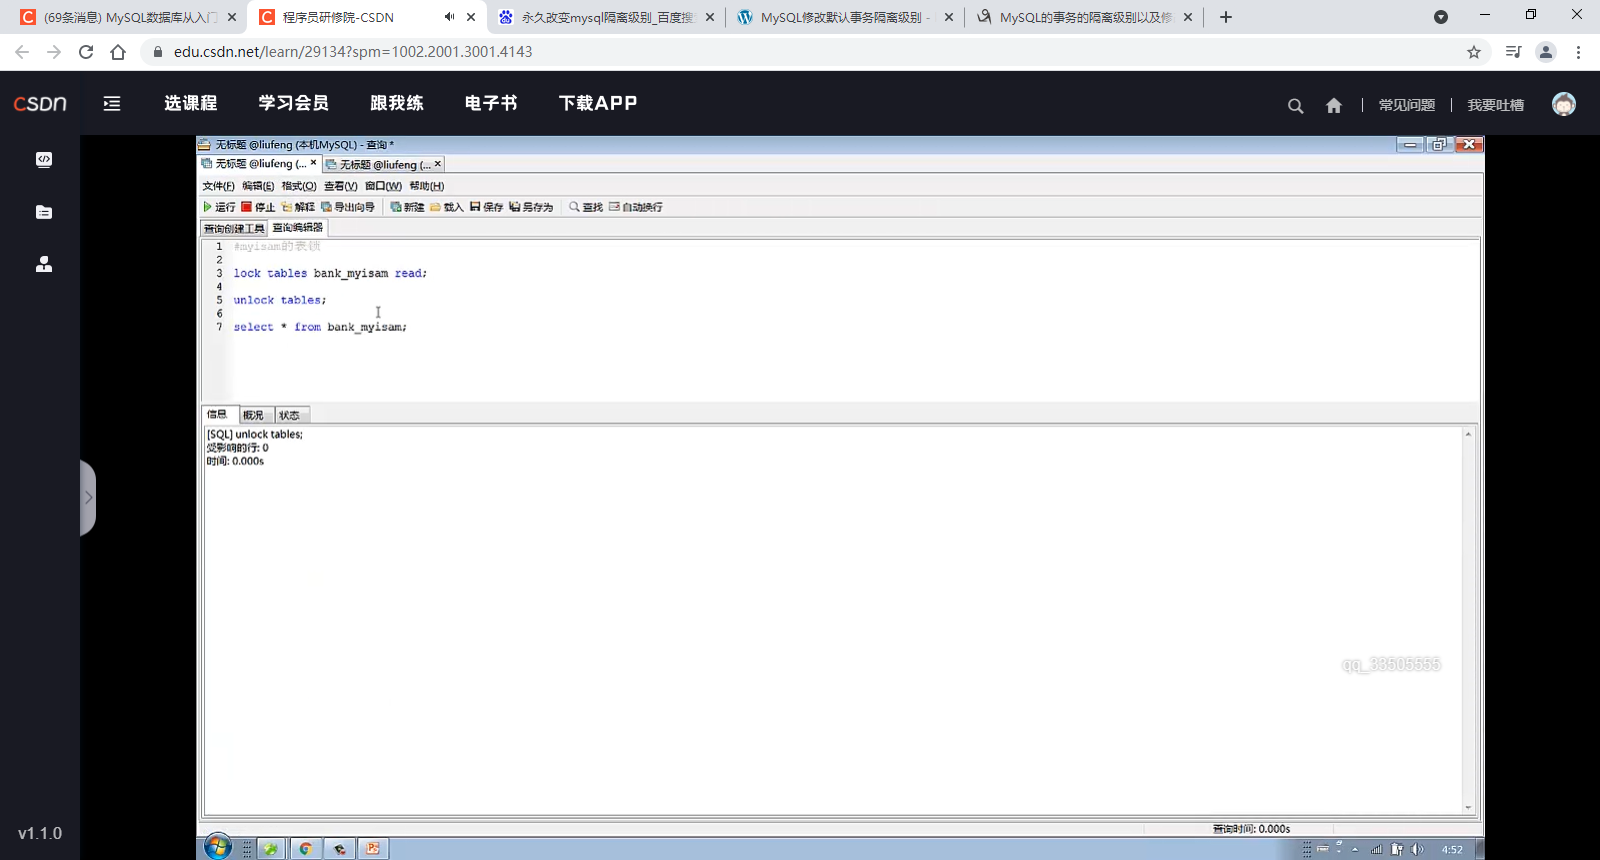 (69条消息) MySQL数据库从入门
程序员研修院-CSDN
永久改变mysql隔离级别_百度搜
MySQL修改默认事务隔离级别 -
MySQL的事务的隔离级别以及修
edu.csdn.net/learn/29134?spm=1002.2001.3001.4143
CSDN
选课程 学习会员 跟我练 电子书 下载APP
常见问题 我要吐槽
无标题 @liufeng (本机MySQL) - 查询 *
无标题 @liufeng (... * 无标题 @liufeng (... *
文件(F) 编辑(E) 格式(O) 查看(V) 窗口(W) 帮助(H)
运行 停止 解释 导出向导 新建 载入 保存 另存为 查找 自动换行
查询创建工具 查询编辑器
1 #myisam的表锁
2
3 lock tables bank_myisam read;
4
5 unlock tables;
6
7 select * from bank_myisam;
信息 概况 状态
[SQL] unlock tables;
受影响的行: 0
时间: 0.000s
qq_33505555
查询时间: 0.000s
4:52
v1.1.0